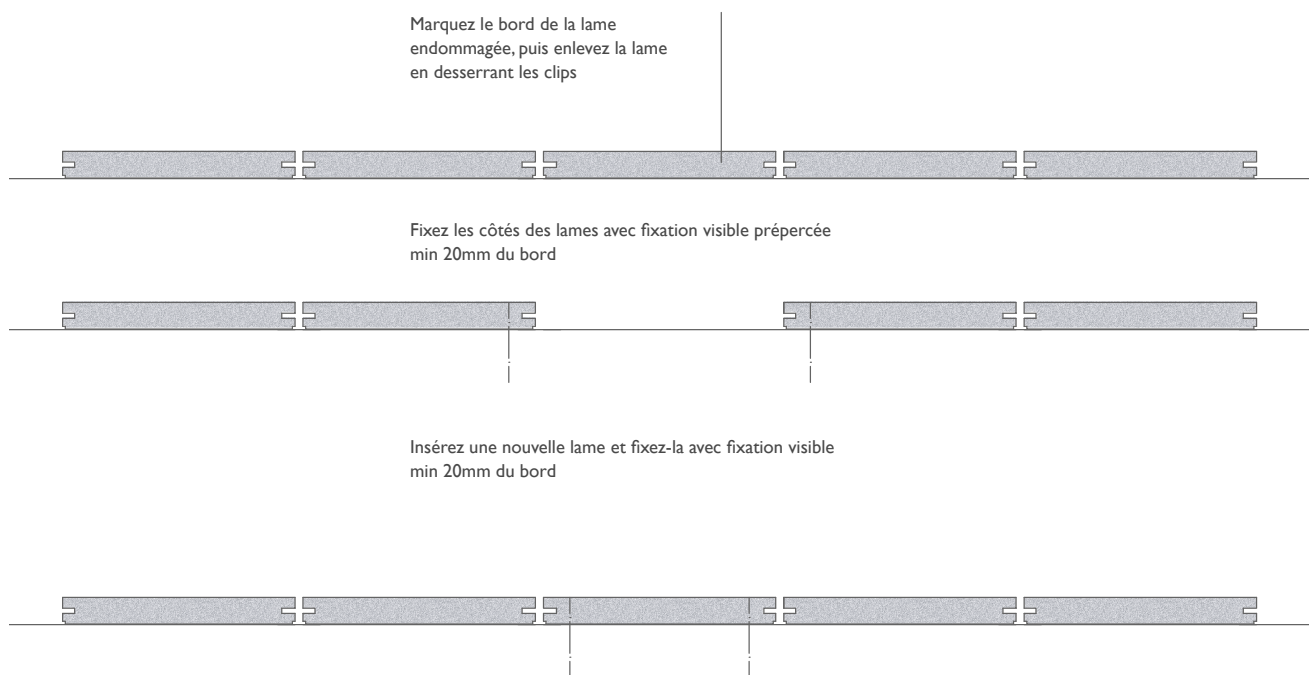 Marquez le bord de la lame
endommagée, puis enlevez la lame
en desserrant les clips
Fixez les côtés des lames avec fixation visible prépercée
min 20mm du bord
Insérez une nouvelle lame et fixez-la avec fixation visible
min 20mm du bord